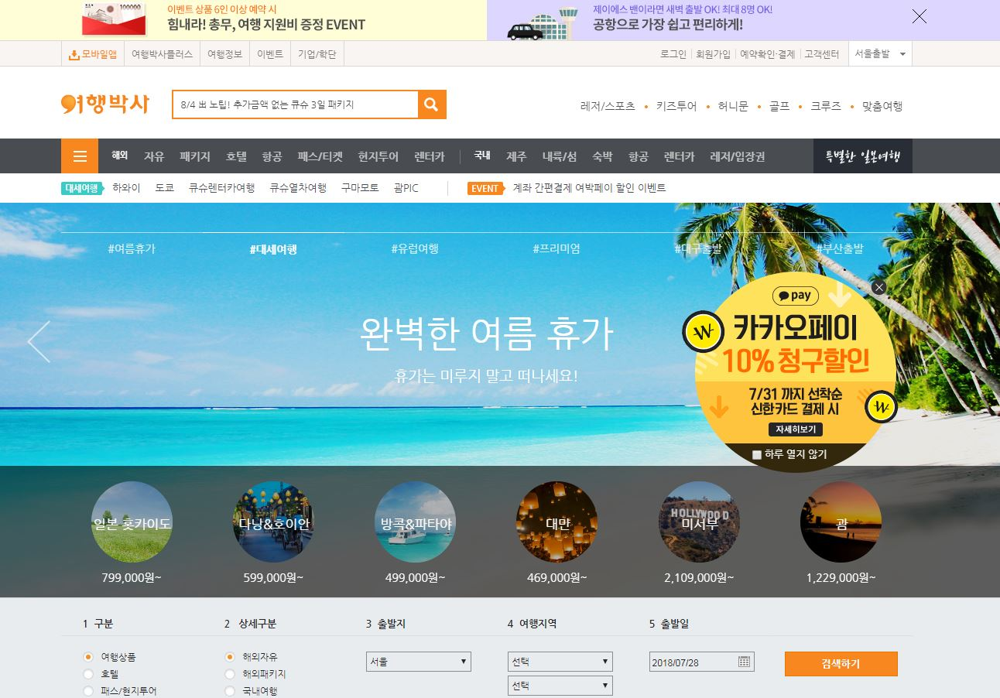 100000
이벤트 상품 6인 이상 예약 시
힘내라! 총무, 여행 지원비 증정 EVENT
제이에스 밴이라면 새벽 출발 OK! 최대 8명 OK!
공항으로 가장 쉽고 편리하게!
모바일앱 여행박사플러스 여행정보 이벤트 기업/학단
로그인 회원가입 예약확인·결제 고객센터 서울출발
여행박사
8/4 出 노팁! 추가금액 없는 큐슈 3일 패키지
레저/스포츠 • 키즈투어 • 허니문 • 골프 • 크루즈 • 맞춤여행
해외 자유 패키지 호텔 항공 패스/티켓 현지투어 렌터카 국내 제주 내륙/섬 숙박 항공 렌터카 레저/입장권
특별한 일본여행
대세여행 하와이 도쿄 큐슈렌터카여행 큐슈열차여행 구마모토 괌PIC
EVENT 계좌 간편결제 여박페이 할인 이벤트
#여름휴가 #대세여행 #유럽여행 #프리미엄 #대구출발 #부산출발
완벽한 여름 휴가
휴가는 미루지 말고 떠나세요!
pay
카카오페이
10% 청구할인
7/31 까지 선착순
신한카드 결제 시
자세히보기
하루 열지 않기
W
W
일본 홋카이도 다낭&호이안 방콕&파타야 대만 HOLLYWOOD 미서부 괌
799,000원~ 599,000원~ 499,000원~ 469,000원~ 2,109,000원~ 1,229,000원~
1 구분 2 상세구분 3 출발지 4 여행지역 5 출발일
여행상품 해외자유 서울 선택 2018/07/28 검색하기
호텔 해외패키지
선택
패스/현지투어 국내여행